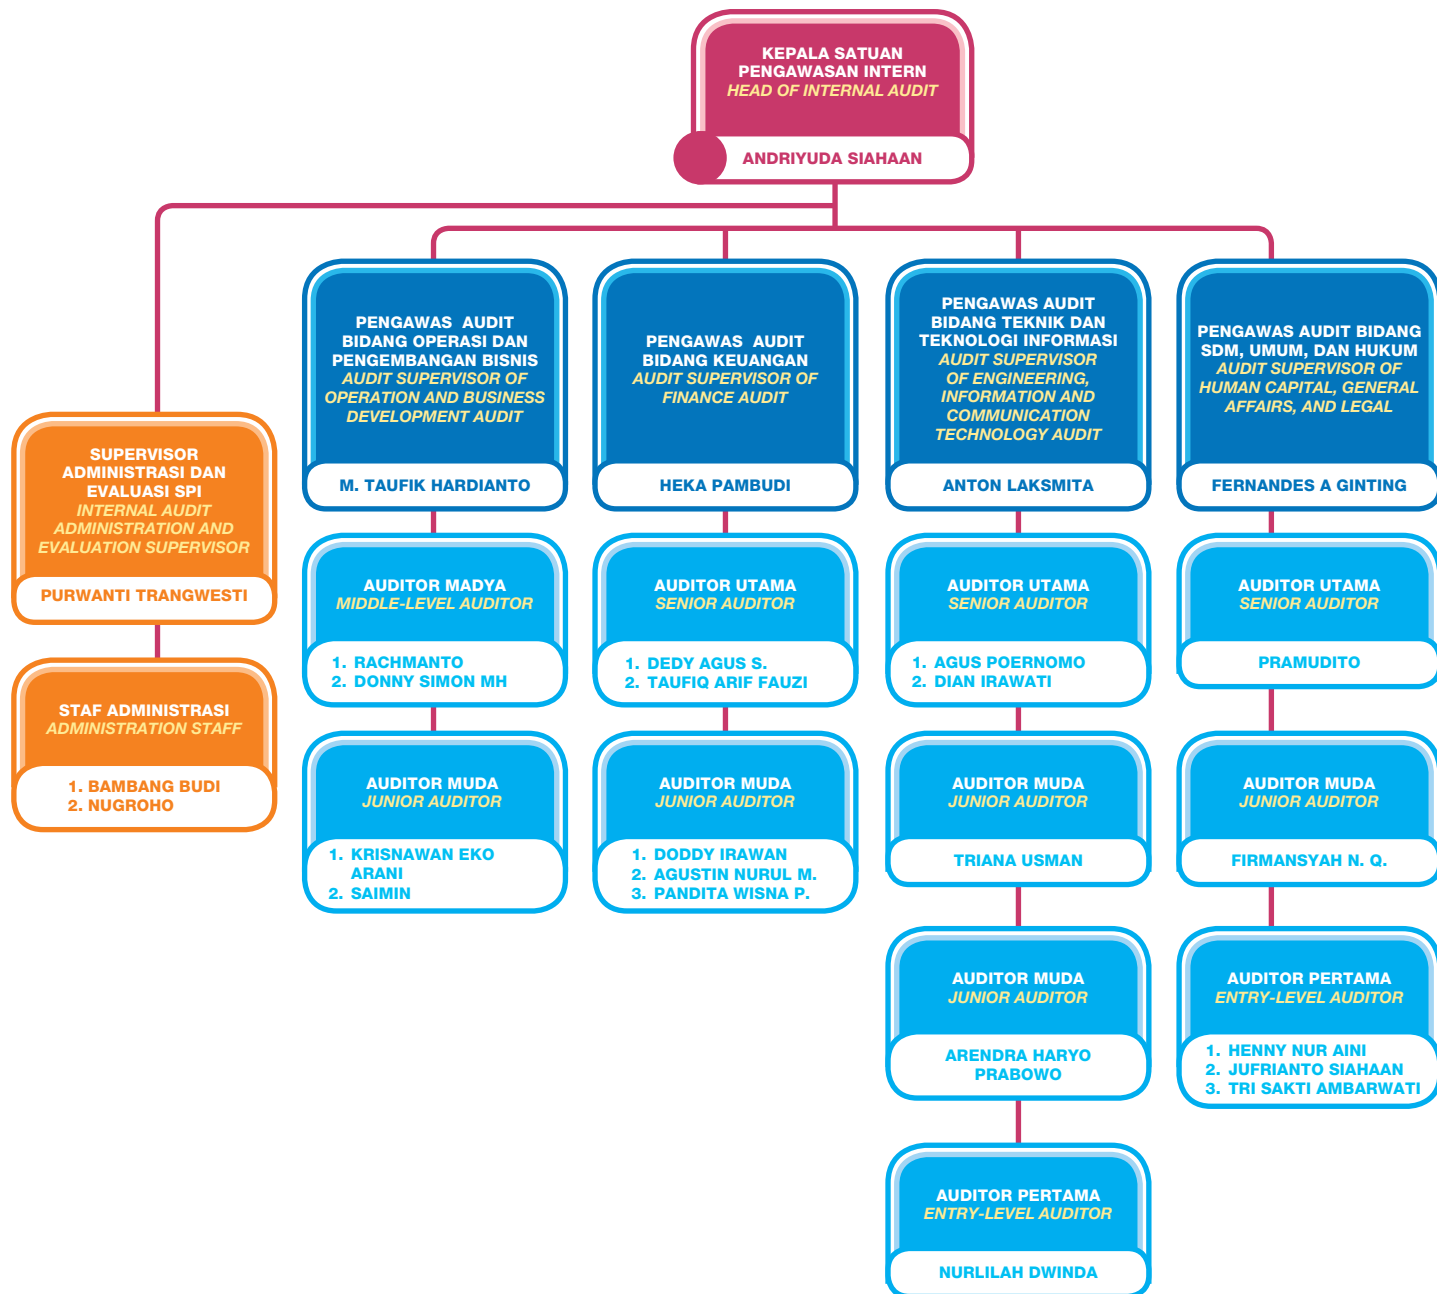 KEPALA SATUAN
PENGAWASAN INTERN
HEAD OF INTERNAL AUDIT
ANDRIYUDA SIAHAAN
SUPERVISOR
ADMINISTRASI DAN
EVALUASI SPI
INTERNAL AUDIT
ADMINISTRATION AND
EVALUATION SUPERVISOR
PURWANTI TRANGWESTI
STAF ADMINISTRASI
ADMINISTRATION STAFF
1. BAMBANG BUDI
2. NUGROHO
PENGAWAS AUDIT
BIDANG OPERASI DAN
PENGEMBANGAN BISNIS
AUDIT SUPERVISOR OF
OPERATION AND BUSINESS
DEVELOPMENT AUDIT
M. TAUFIK HARDIANTO
AUDITOR MADYA
MIDDLE-LEVEL AUDITOR
1. RACHMANTO
2. DONNY SIMON MH
AUDITOR MUDA
JUNIOR AUDITOR
1. KRISNAWAN EKO
ARANI
2. SAIMIN
PENGAWAS AUDIT
BIDANG KEUANGAN
AUDIT SUPERVISOR OF
FINANCE AUDIT
HEKA PAMBUDI
AUDITOR UTAMA
SENIOR AUDITOR
1. DEDY AGUS S.
2. TAUFIQ ARIF FAUZI
AUDITOR MUDA
JUNIOR AUDITOR
1. DODDY IRAWAN
2. AGUSTIN NURUL M.
3. PANDITA WISNA P.
PENGAWAS AUDIT
BIDANG TEKNIK DAN
TEKNOLOGI INFORMASI
AUDIT SUPERVISOR
OF ENGINEERING,
INFORMATION AND
COMMUNICATION
TECHNOLOGY AUDIT
ANTON LAKSMITA
AUDITOR UTAMA
SENIOR AUDITOR
1. AGUS POERNOMO
2. DIAN IRAWATI
AUDITOR MUDA
JUNIOR AUDITOR
TRIANA USMAN
AUDITOR MUDA
JUNIOR AUDITOR
ARENDRA HARYO
PRABOWO
AUDITOR PERTAMA
ENTRY-LEVEL AUDITOR
NURLILAH DWINDA
PENGAWAS AUDIT BIDANG
SDM, UMUM, DAN HUKUM
AUDIT SUPERVISOR OF
HUMAN CAPITAL, GENERAL
AFFAIRS, AND LEGAL
FERNANDES A GINTING
AUDITOR UTAMA
SENIOR AUDITOR
PRAMUDITO
AUDITOR MUDA
JUNIOR AUDITOR
FIRMANSYAH N. Q.
AUDITOR PERTAMA
ENTRY-LEVEL AUDITOR
1. HENNY NUR AINI
2. JUFRIANTO SIAHAAN
3. TRI SAKTI AMBARWATI